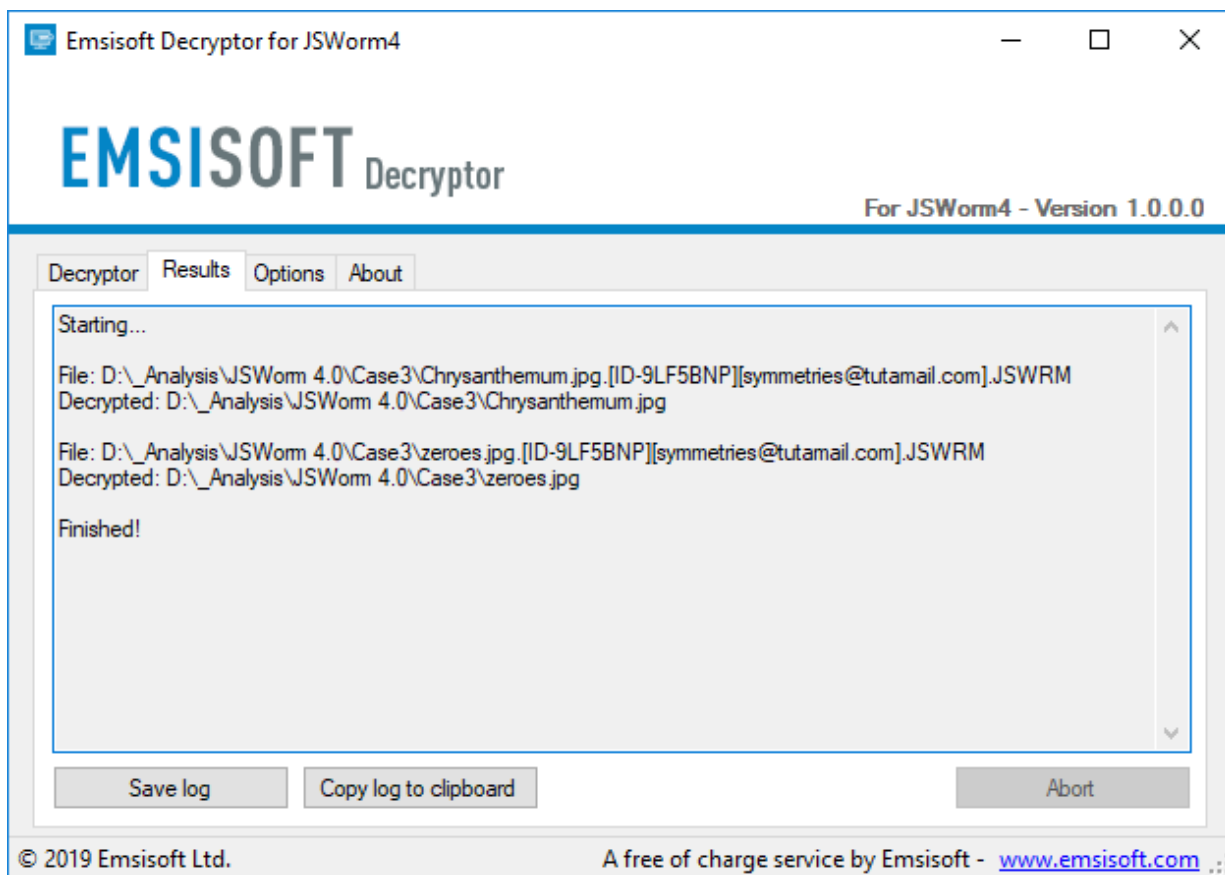 Emsisoft Decryptor for JSWorm4
EMSISOFT Decryptor
For JSWorm4 - Version 1.0.0.0
Decryptor Results Options About
Starting...
File: D:\_Analysis\JSWorm 4.0\Case3\Chrysanthemum.jpg.[ID-9LF5BNP][symmetries@tutamail.com].JSWRM
Decrypted: D:\_Analysis\JSWorm 4.0\Case3\Chrysanthemum.jpg
File: D:\_Analysis\JSWorm 4.0\Case3\zeroes.jpg.[ID-9LF5BNP][symmetries@tutamail.com].JSWRM
Decrypted: D:\_Analysis\JSWorm 4.0\Case3\zeroes.jpg
Finished!
Save log Copy log to clipboard Abort
© 2019 Emsisoft Ltd. A free of charge service by Emsisoft - www.emsisoft.com